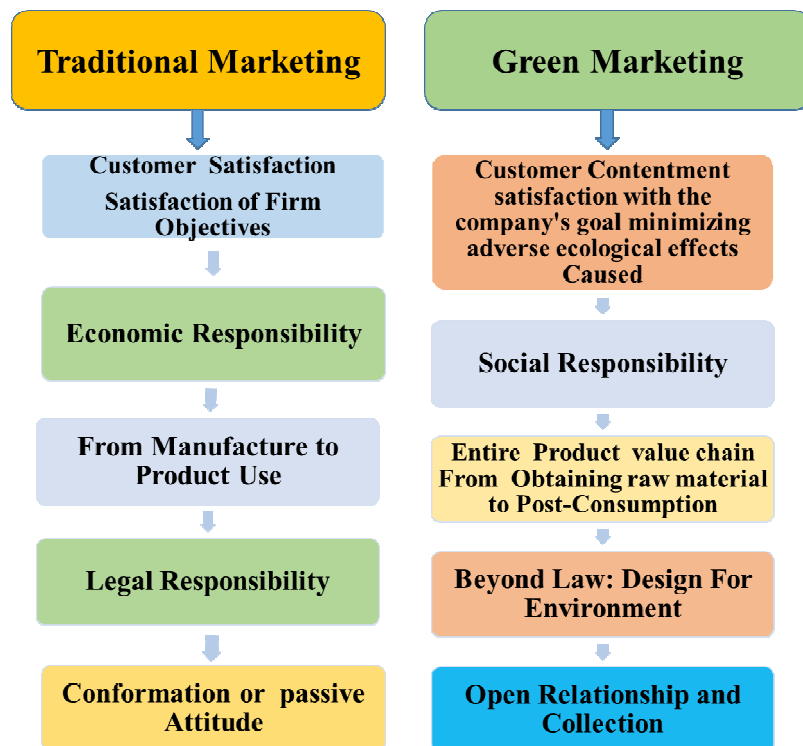 Traditional Marketing
Customer Satisfaction
Satisfaction of Firm
Objectives
Economic Responsibility
From Manufacture to
Product Use
Legal Responsibility
Conformation or passive
Attitude
Green Marketing
Customer Contentment
satisfaction with the
company's goal minimizing
adverse ecological effects
Caused
Social Responsibility
Entire Product value chain
From Obtaining raw material
to Post-Consumption
Beyond Law: Design For
Environment
Open Relationship and
Collection